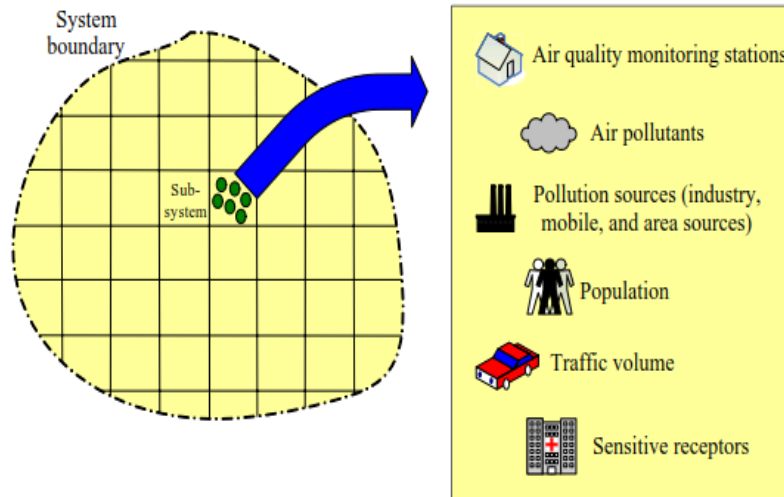 System
boundary
Sub-
system
Air quality monitoring stations
Air pollutants
Pollution sources (industry,
mobile, and area sources)
Population
Traffic volume
Sensitive receptors